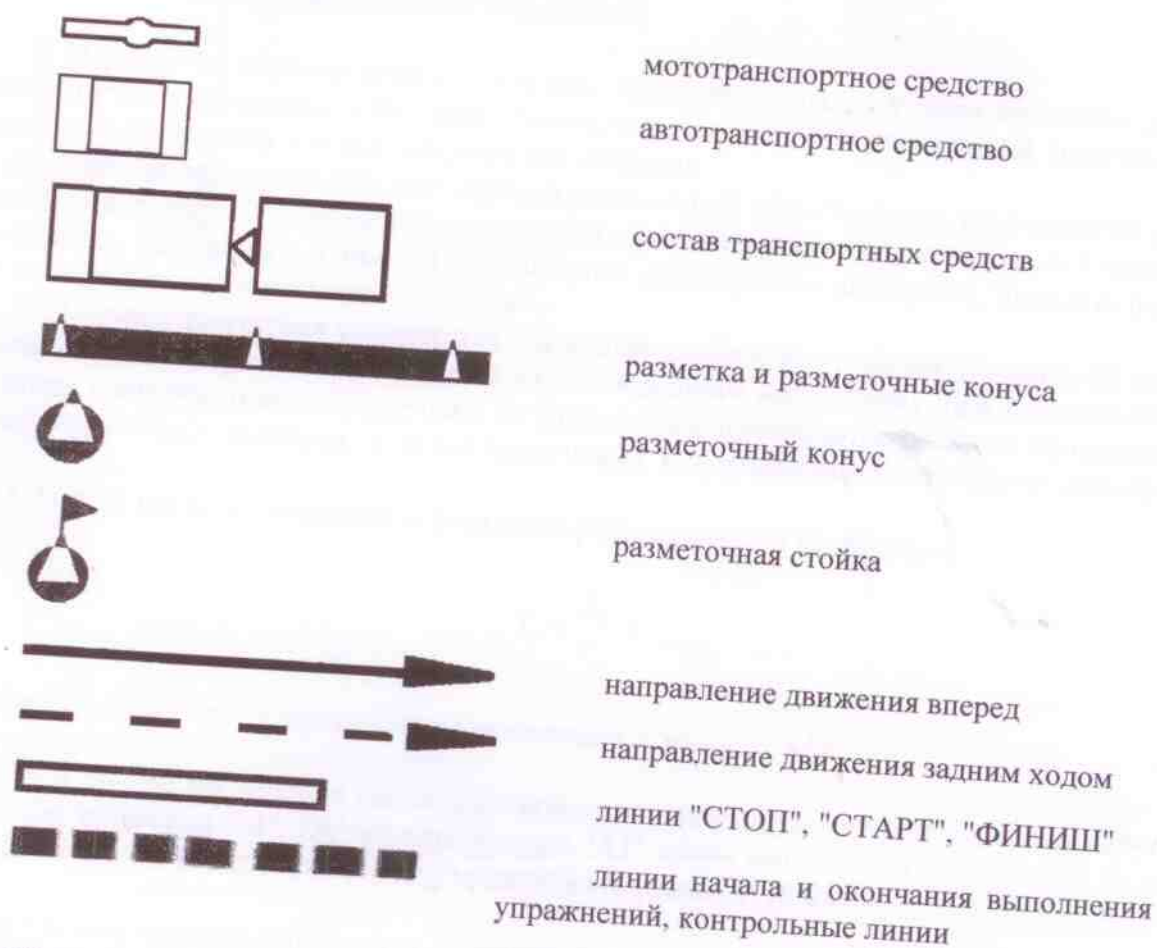 мототранспортное средство
автотранспортное средство
состав транспортных средств
разметка и разметочные конуса
разметочный конус
разметочная стойка
направление движения вперед
направление движения задним ходом
линии "СТОП", "СТАРТ", "ФИНИШ"
линии начала и окончания выполнения
упражнений, контрольные линии